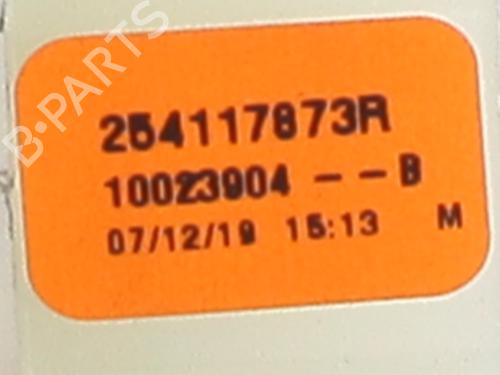 B-PARTS
254117873R
10023904 -- B
07/12/19 15:13 M